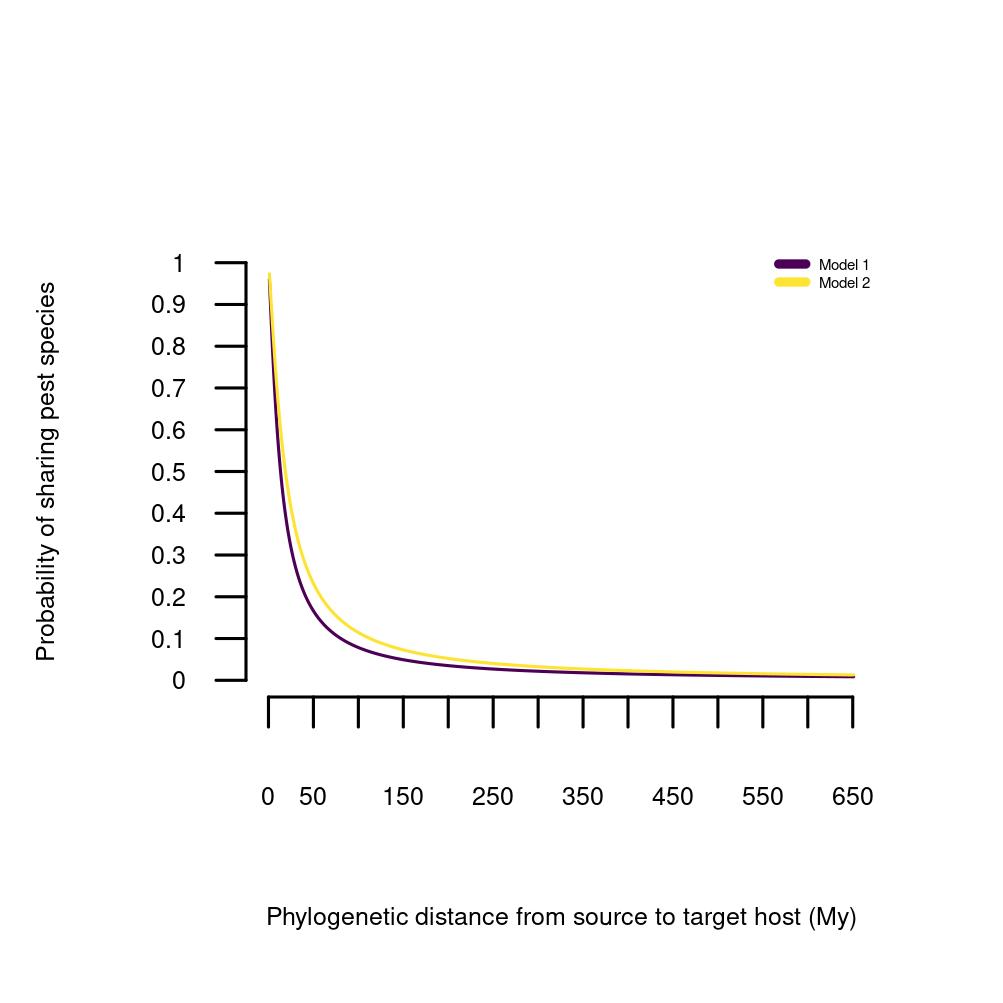 1
0.9
0.8
0.7
0.6
0.5
0.4
0.3
0.2
0.1
0
Probability of sharing pest species
Model 1
Model 2
0 50 150 250 350 450 550 650
Phylogenetic distance from source to target host (My)